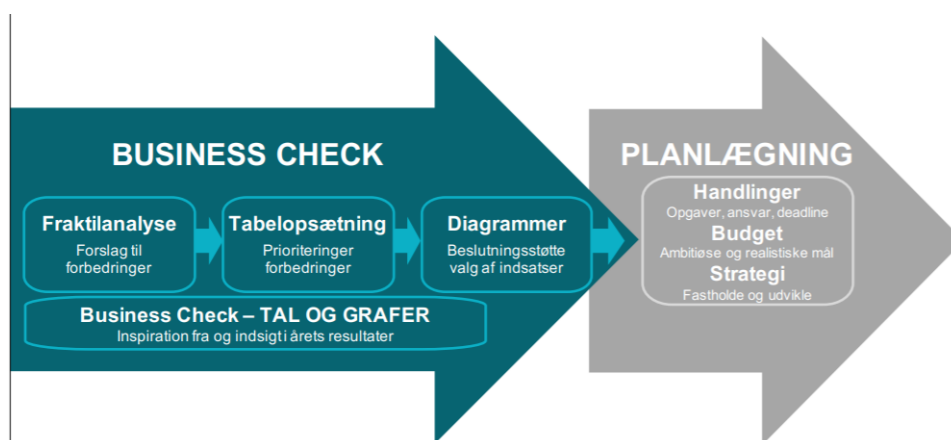 BUSINESS CHECK
Fraktilanalyse
Forslag til
forbedringer
Tabelopsætning
Prioriteringer
forbedringer
Diagrammer
Beslutningsstøtte
valg af indsatser
Business Check – TAL OG GRAFER
Inspiration fra og indsigt i årets resultater
PLANLÆGNING
Handlinger
Opgaver, ansvar, deadline
Budget
Ambitiøse og realistiske mål
Strategi
Fastholde og udvikle